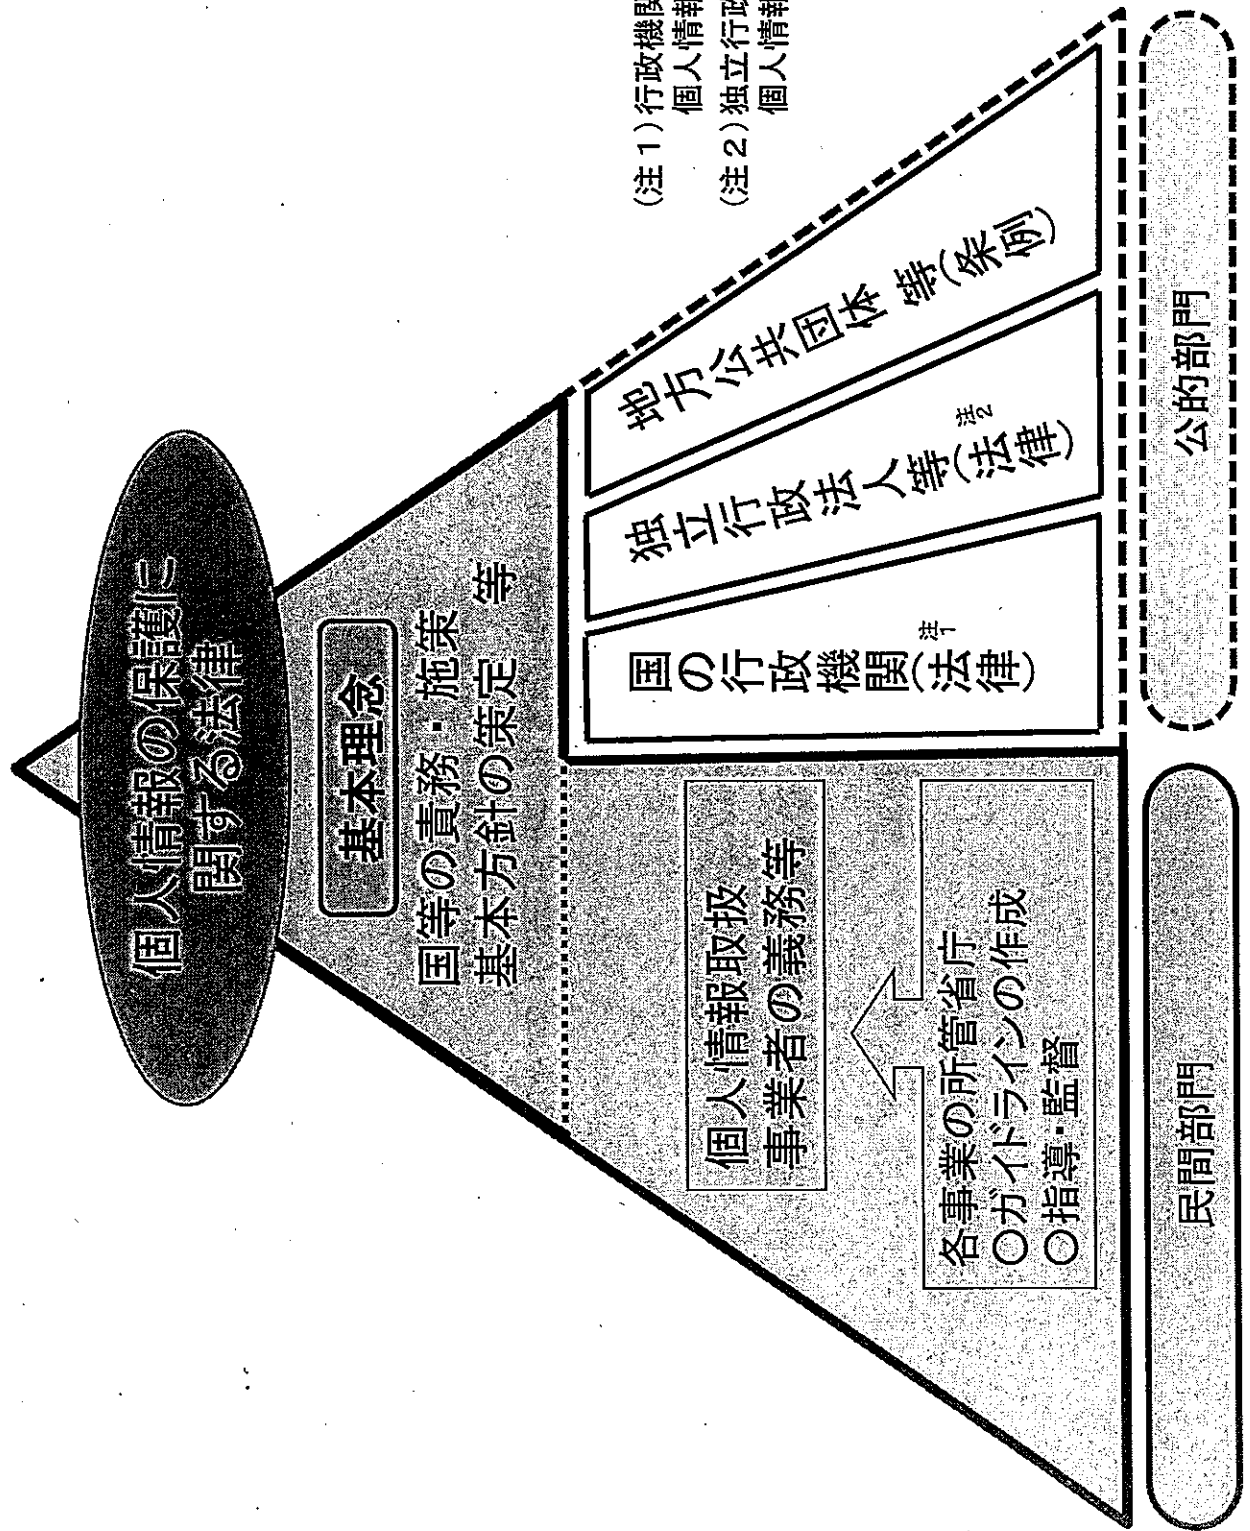 個人情報の保護に
関する法律
基本理念
国等の責務・施策
基本方針の策定 等
個人情報取扱
事業者の義務等
各事業の所管省庁
○ガイドラインの作成
○指導・監督
国の行政機関(法律)注1
独立行政法人等(法律)注2
地方公共団体 等(条例)
(注1)行政機関
個人情報
(注2)独立行政
個人情報
民間部門
公的部門